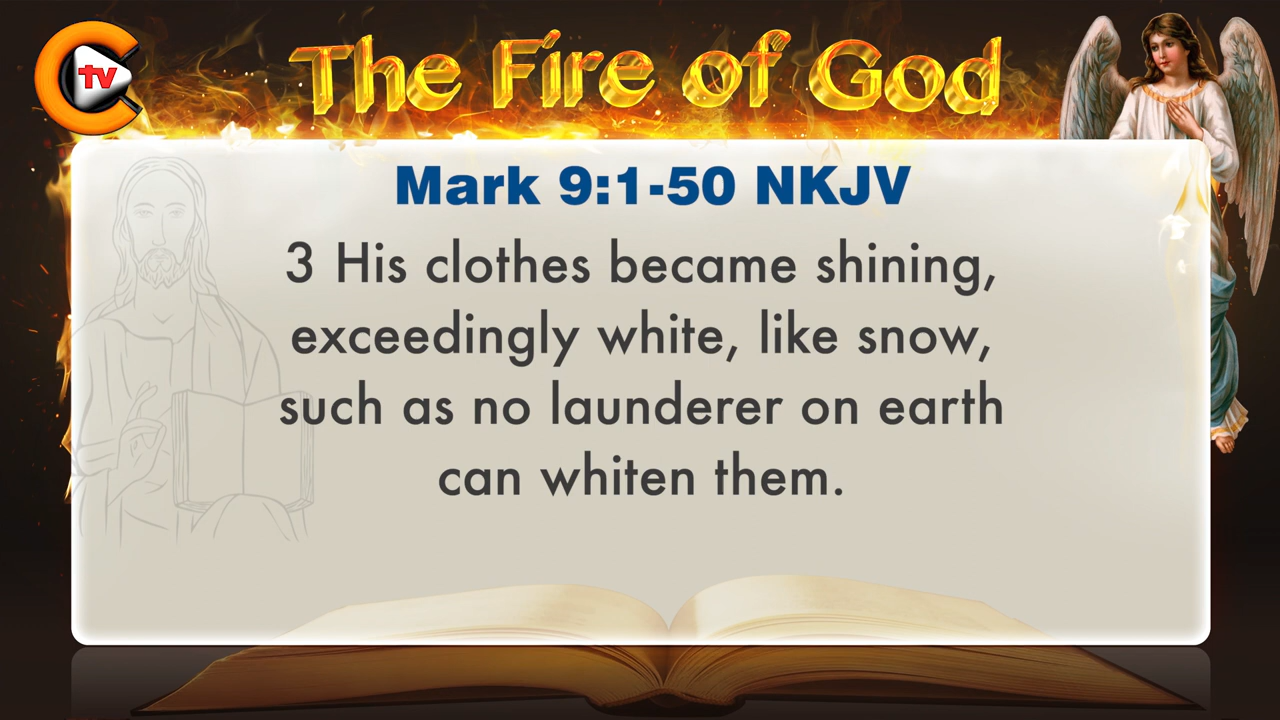 tv
The Fire of God
Mark 9:1-50 NKJV
3 His clothes became shining,
exceedingly white, like snow,
such as no launderer on earth
can whiten them.